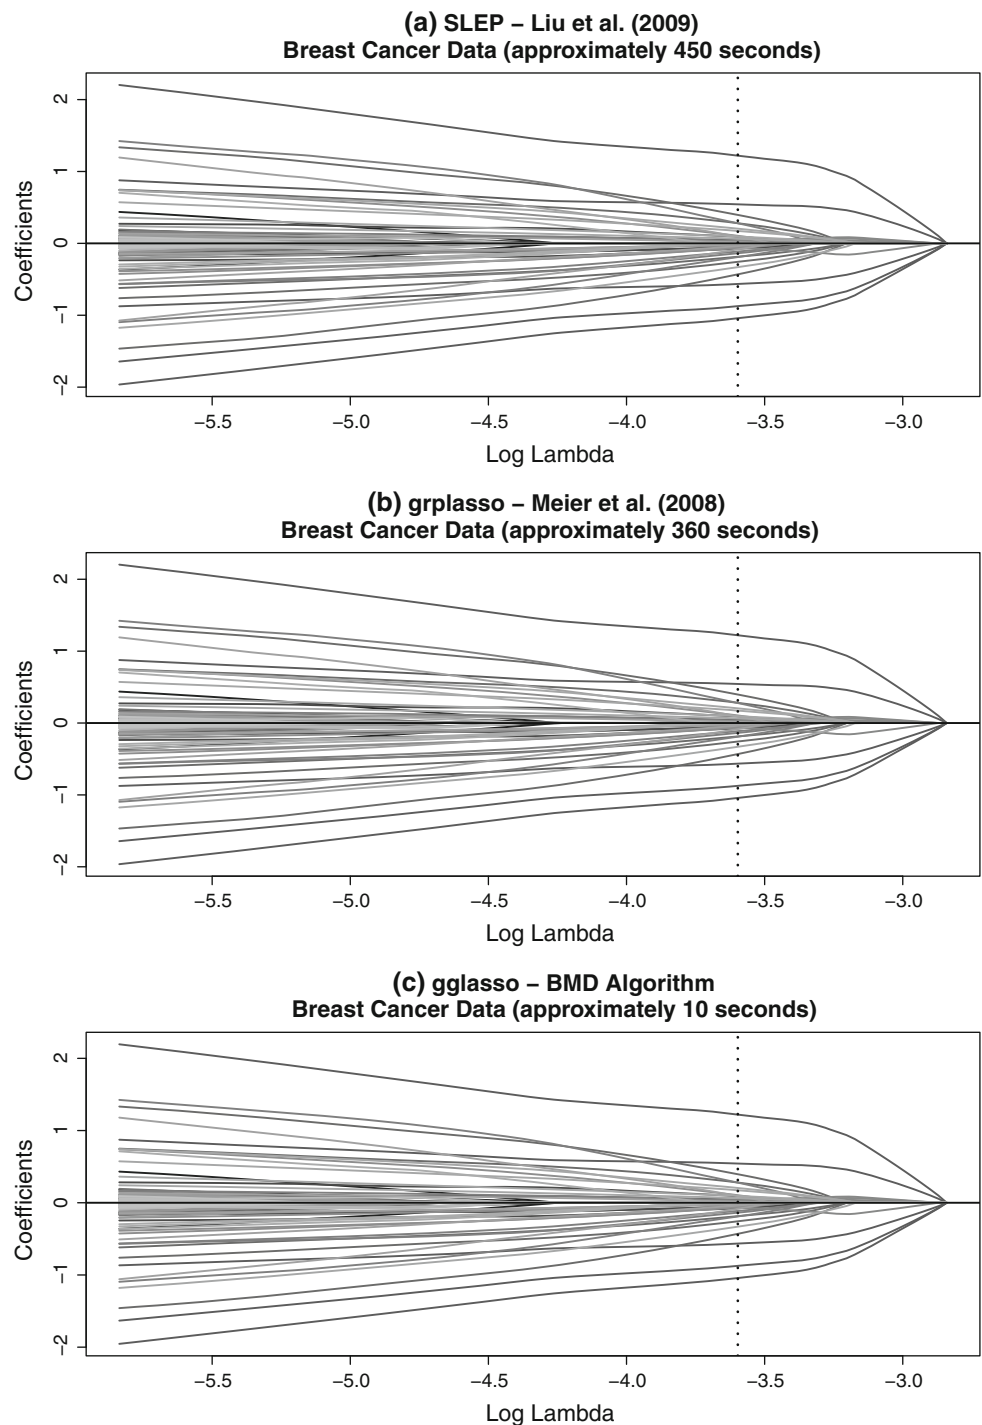 (a) SLEP − Liu et al. (2009)
Breast Cancer Data (approximately 450 seconds)
2
1
0
−1
−2
Coefficients
−5.5 −5.0 −4.5 −4.0 −3.5 −3.0
Log Lambda
(b) grplasso − Meier et al. (2008)
Breast Cancer Data (approximately 360 seconds)
2
1
0
−1
−2
Coefficients
−5.5 −5.0 −4.5 −4.0 −3.5 −3.0
Log Lambda
(c) gglasso − BMD Algorithm
Breast Cancer Data (approximately 10 seconds)
2
1
0
−1
−2
Coefficients
−5.5 −5.0 −4.5 −4.0 −3.5 −3.0
Log Lambda